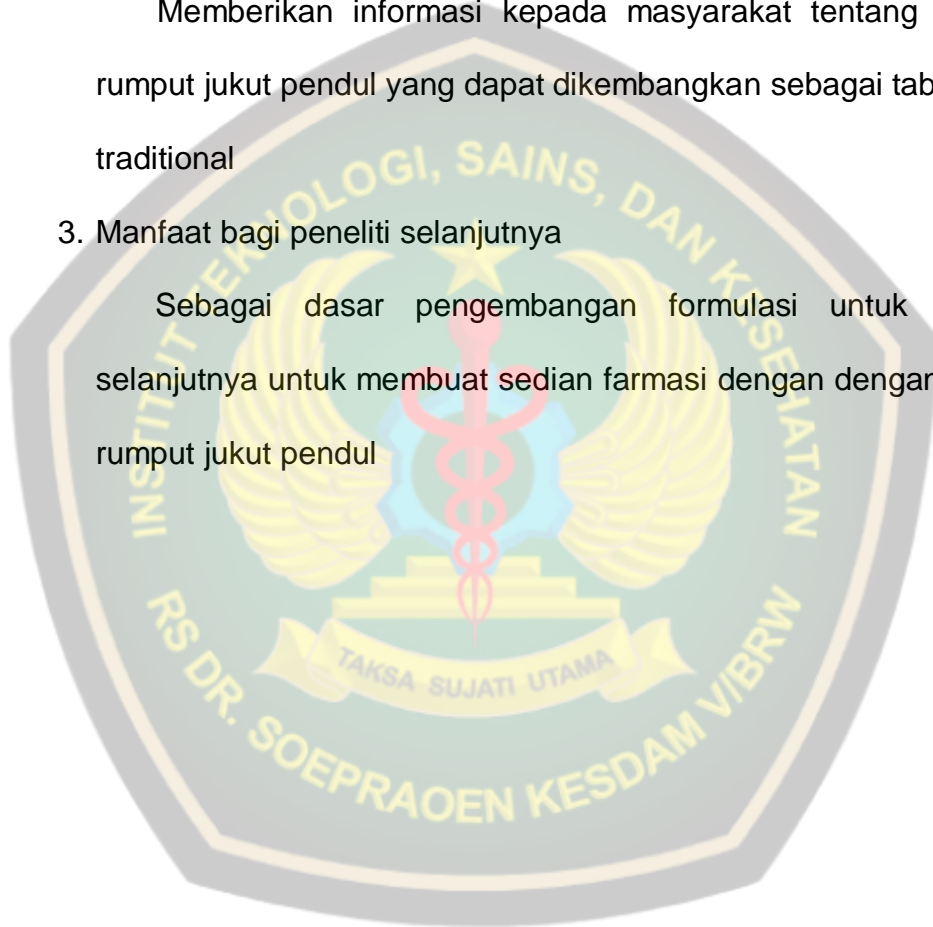 Memberikan informasi kepada masyarakat tentang
rumput jukut pendul yang dapat dikembangkan sebagai tab
traditional
3. Manfaat bagi peneliti selanjutnya
Sebagai dasar pengembangan formulasi untuk
selanjutnya untuk membuat sedian farmasi dengan dengan
rumput jukut pendul
INSTITUT TEKNOLOGI, SAINS, DAN KESEHATAN
TAKSA SUJATI UTAMA
RS DR. SOEPRAOEN KESDAM V/BRW